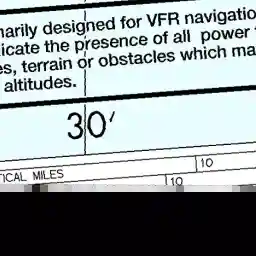 marily designed for VFR navigatio
icate the presence of all power
es, terrain or obstacles which ma
altitudes.
30′
TICAL MILES
10
10